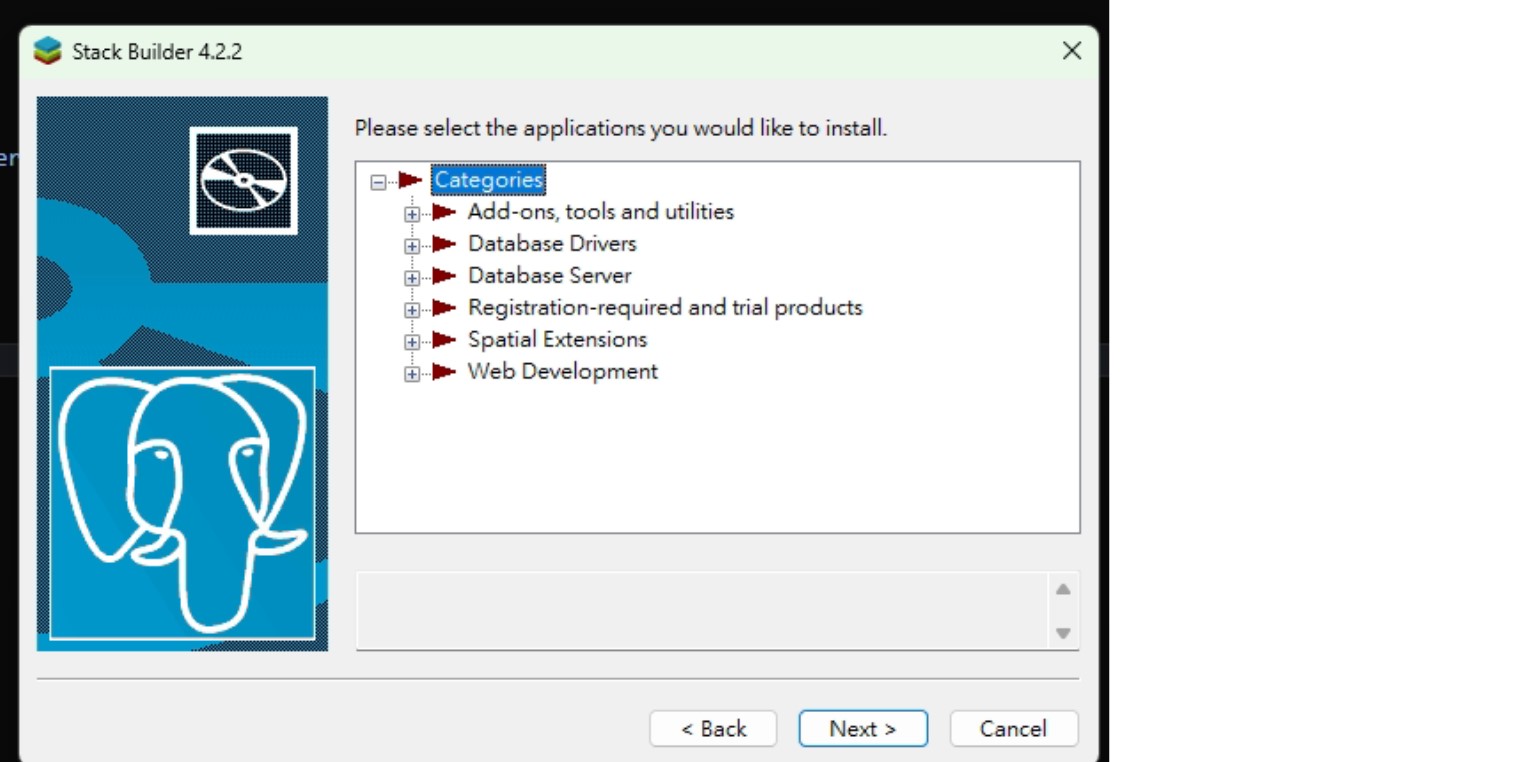 er
Stack Builder 4.2.2
Please select the applications you would like to install.
Categories
Add-ons, tools and utilities
Database Drivers
Database Server
Registration-required and trial products
Spatial Extensions
Web Development
< Back
Next >
Cancel